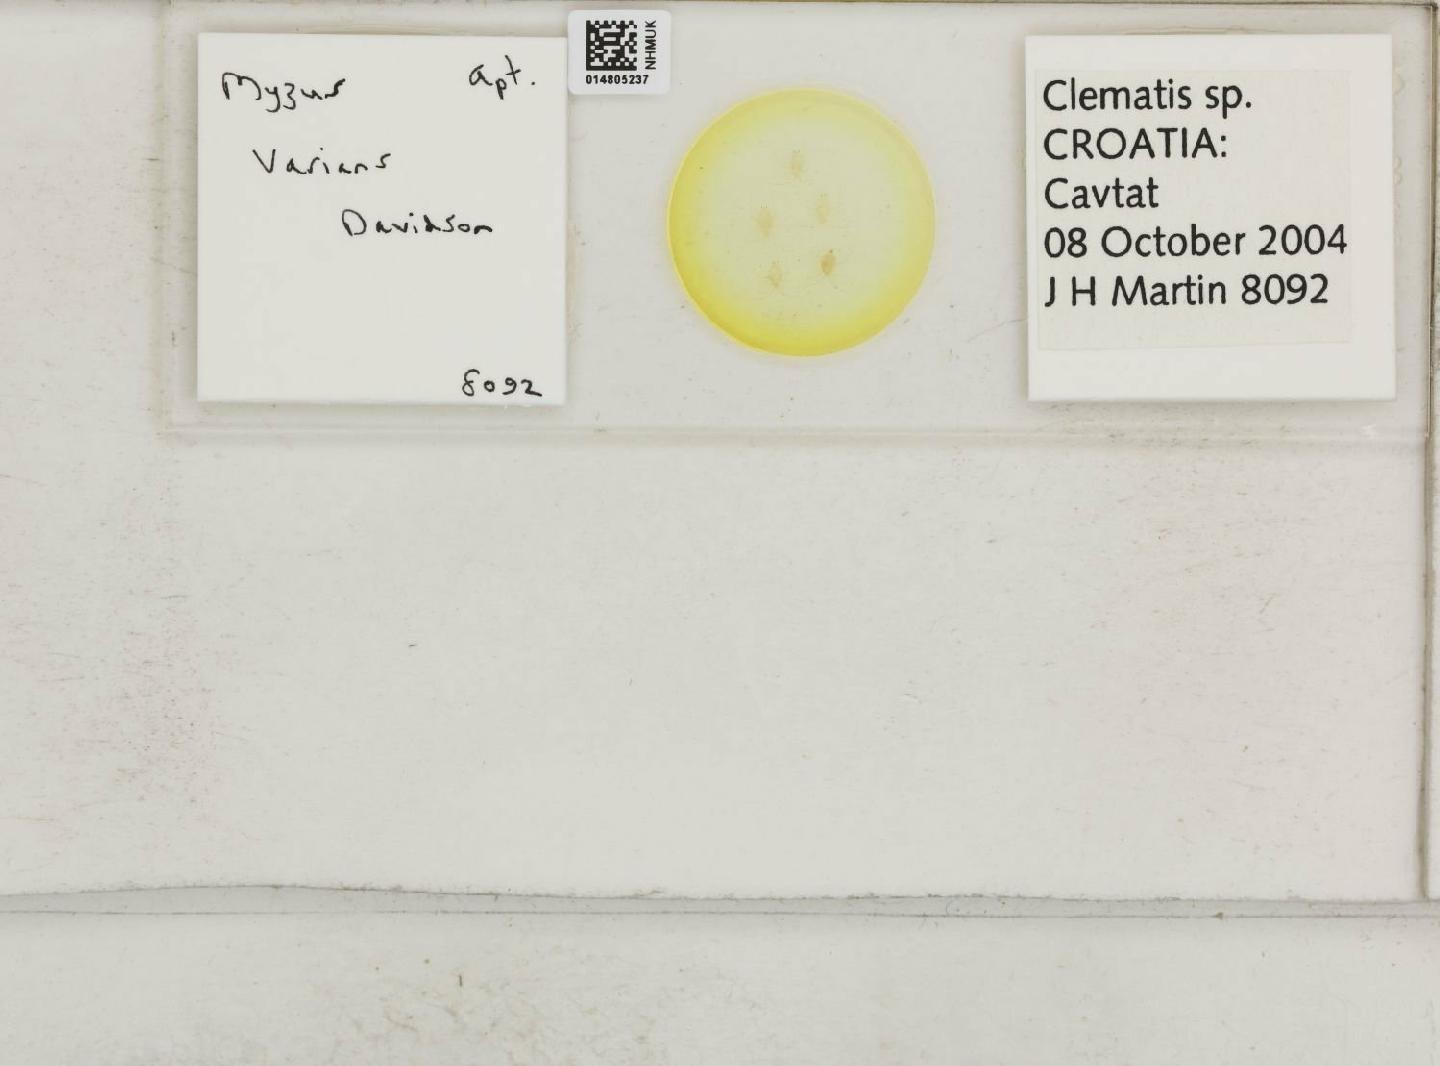 Myzus apt.
Varians
Davidson
8092
NHMUK
014805237
Clematis sp.
CROATIA:
Cavtat
08 October 2004
J H Martin 8092